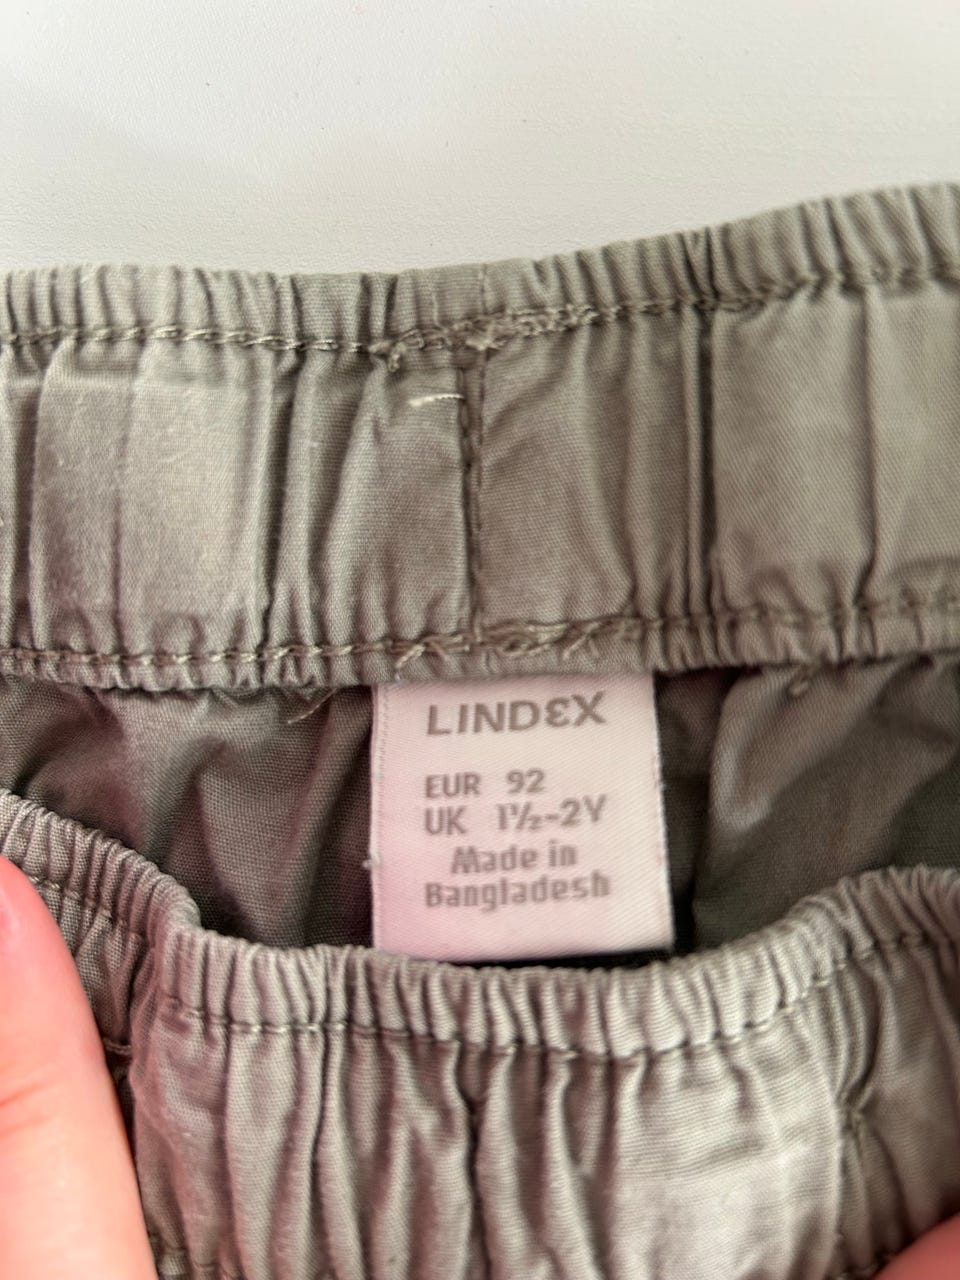 LINDEX
EUR 92
UK 1½-2Y
Made in
Bangladesh